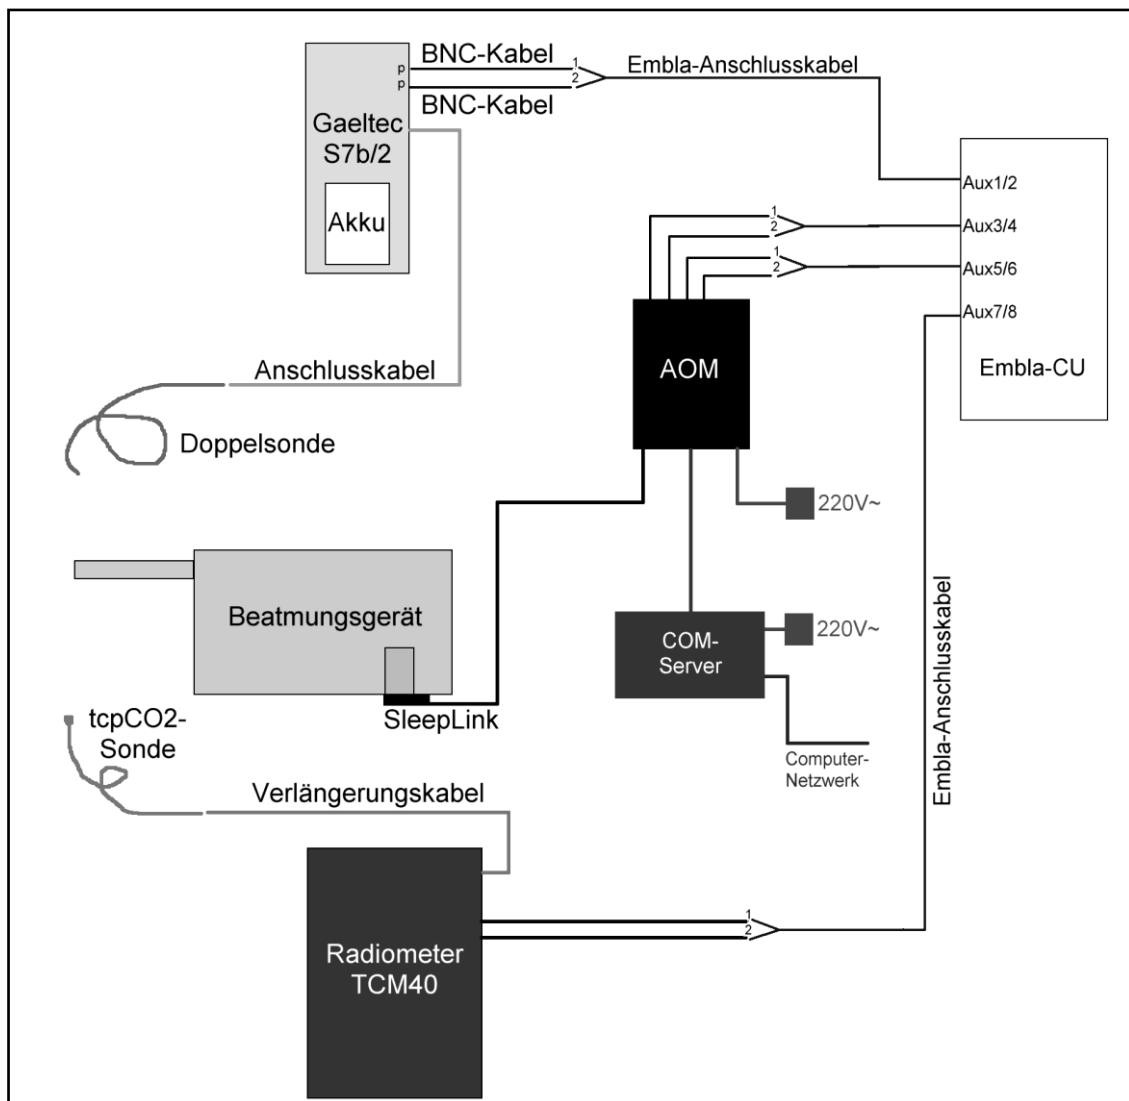 BNC-Kabel
1
2
BNC-Kabel
Embla-Anschlusskabel
p
p
Gaeltec
S7b/2
Akku
Aux1/2
Aux3/4
Aux5/6
Aux7/8
Embla-CU
1
2
1
2
AOM
Anschlusskabel
Doppelsonde
220V~
Beatmungsgerät
SleepLink
COM-
Server
220V~
Computer-
Netzwerk
Embla-Anschlusskabel
tcpCO2-
Sonde
Verlängerungskabel
1
2
Radiometer
TCM40